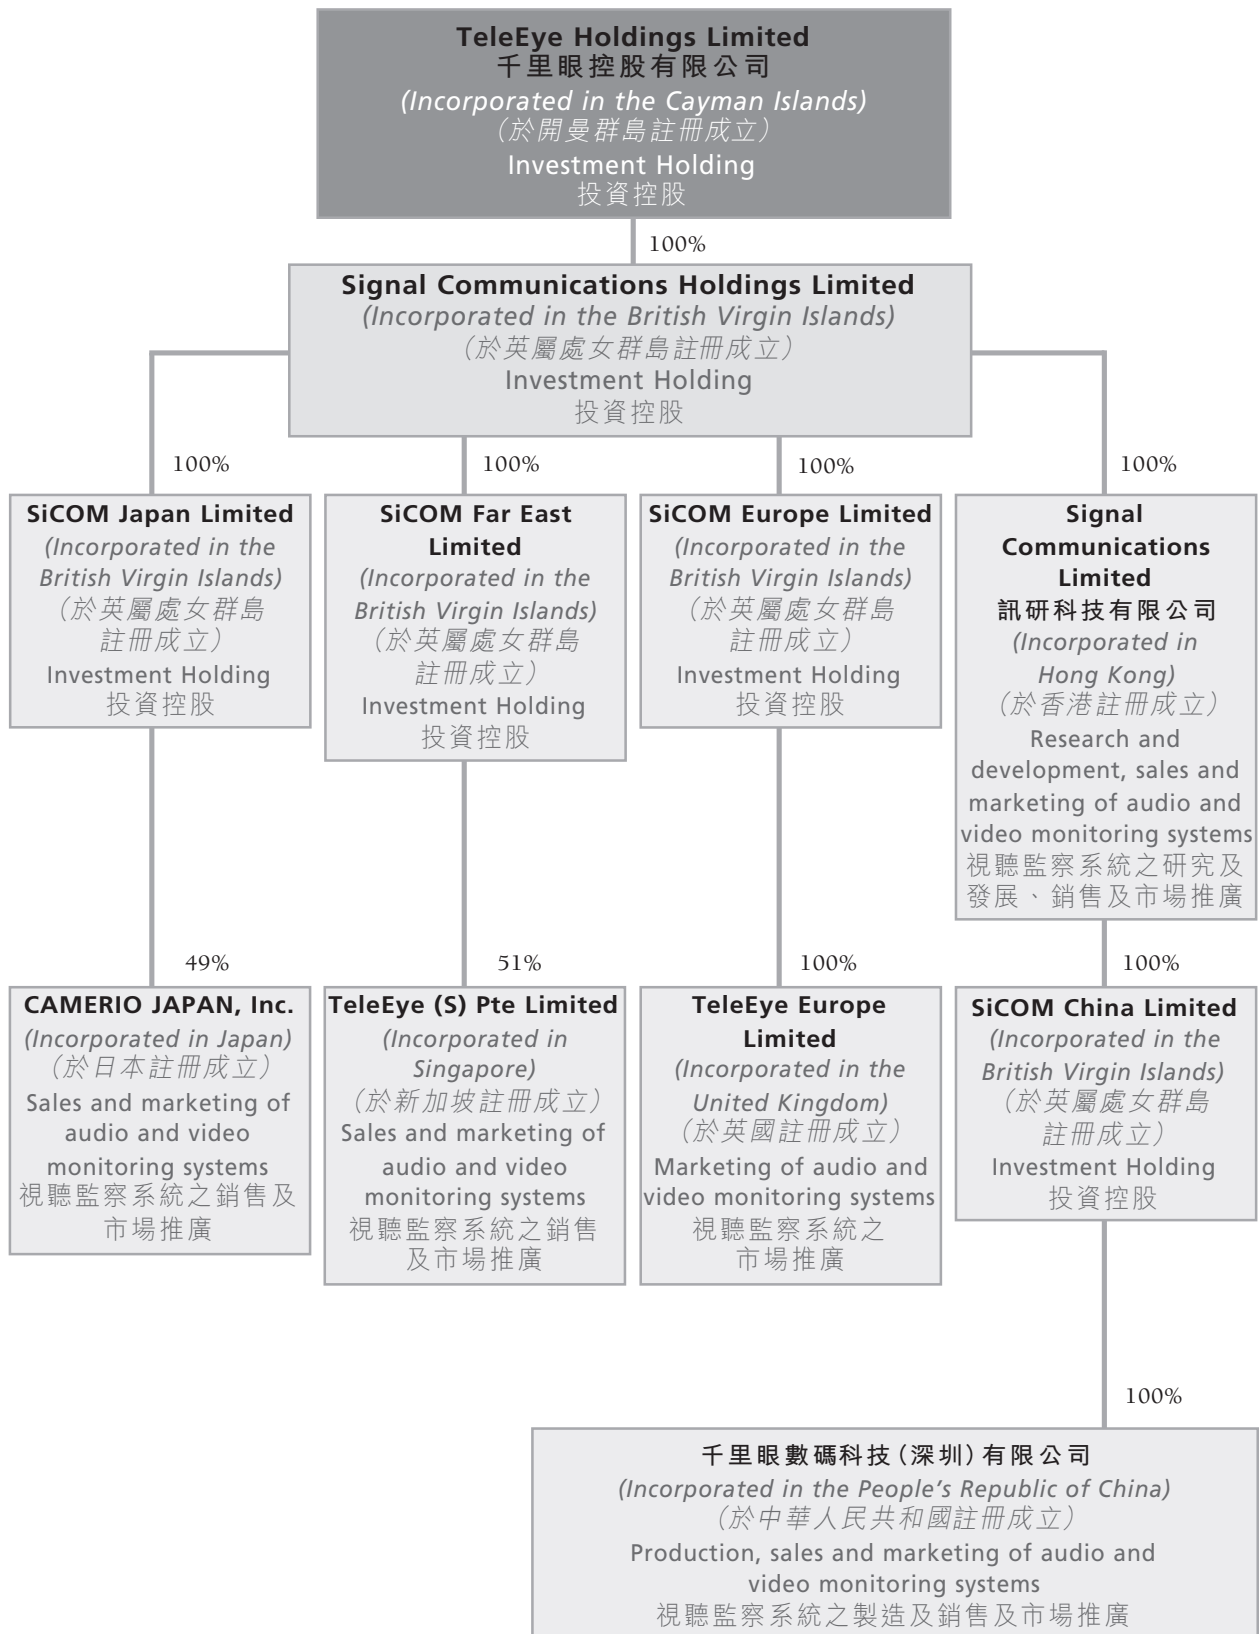 TeleEye Holdings Limited
千里眼控股有限公司
(Incorporated in the Cayman Islands)
（於開曼群島註冊成立）
Investment Holding
投資控股
100%
Signal Communications Holdings Limited
(Incorporated in the British Virgin Islands)
（於英屬處女群島註冊成立）
Investment Holding
投資控股
100%
SiCOM Japan Limited
(Incorporated in the
British Virgin Islands)
（於英屬處女群島
註冊成立）
Investment Holding
投資控股
100%
SiCOM Far East
Limited
(Incorporated in the
British Virgin Islands)
（於英屬處女群島
註冊成立）
Investment Holding
投資控股
100%
SiCOM Europe Limited
(Incorporated in the
British Virgin Islands)
（於英屬處女群島
註冊成立）
Investment Holding
投資控股
100%
Signal
Communications
Limited
訊研科技有限公司
(Incorporated in
Hong Kong)
（於香港註冊成立）
Research and
development, sales and
marketing of audio and
video monitoring systems
視聽監察系統之研究及
發展、銷售及市場推廣
49%
CAMERIO JAPAN, Inc.
(Incorporated in Japan)
（於日本註冊成立）
Sales and marketing of
audio and video
monitoring systems
視聽監察系統之銷售及
市場推廣
51%
TeleEye (S) Pte Limited
(Incorporated in
Singapore)
（於新加坡註冊成立）
Sales and marketing of
audio and video
monitoring systems
視聽監察系統之銷售
及市場推廣
100%
TeleEye Europe
Limited
(Incorporated in the
United Kingdom)
（於英國註冊成立）
Marketing of audio and
video monitoring systems
視聽監察系統之
市場推廣
100%
SiCOM China Limited
(Incorporated in the
British Virgin Islands)
（於英屬處女群島
註冊成立）
Investment Holding
投資控股
100%
千里眼數碼科技（深圳）有限公司
(Incorporated in the People's Republic of China)
（於中華人民共和國註冊成立）
Production, sales and marketing of audio and
video monitoring systems
視聽監察系統之製造及銷售及市場推廣